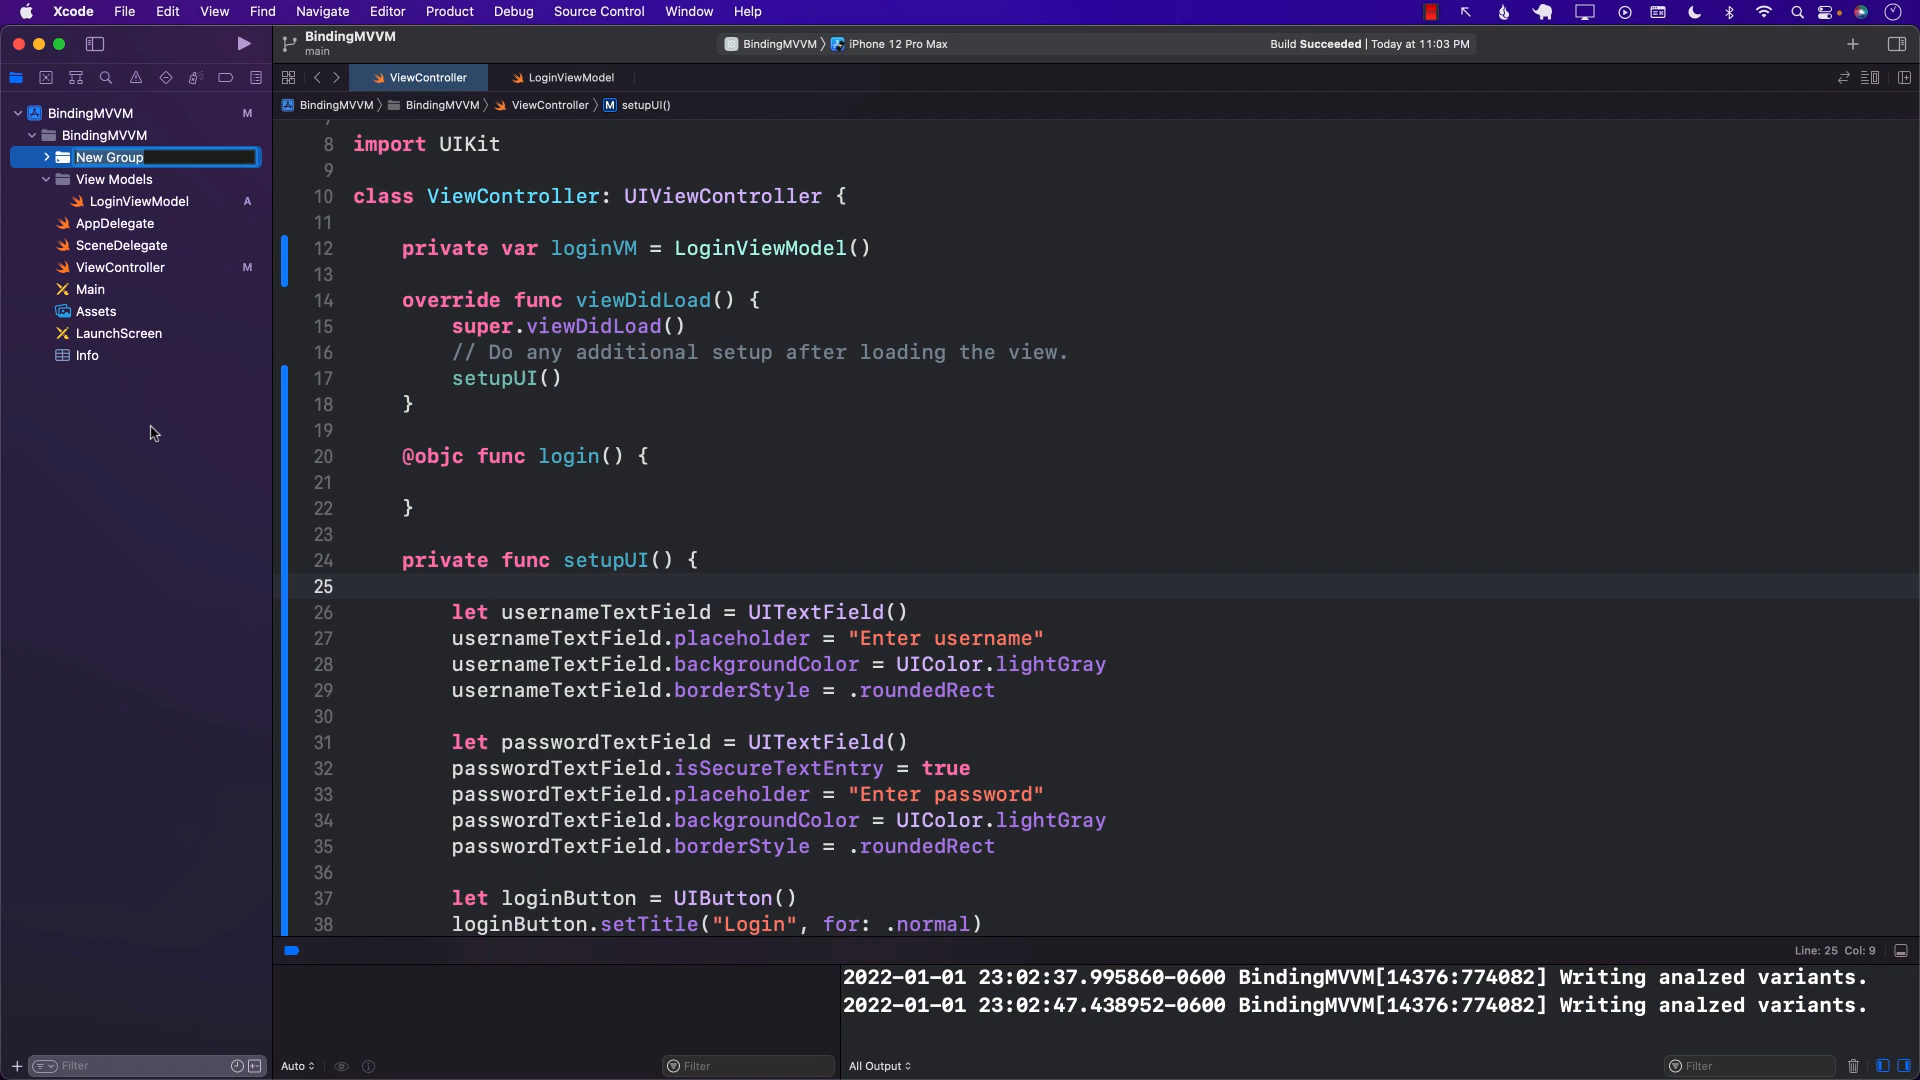 Xcode File Edit View Find Navigate Editor Product Debug Source Control Window Help
BindingMVVM
main
BindingMVVM 〉 iPhone 12 Pro Max
Build Succeeded | Today at 11:03 PM
ViewController
LoginViewModel
BindingMVVM 〉 BindingMVVM 〉 ViewController 〉 M setupUI()
BindingMVVM M
BindingMVVM
New Group
View Models
LoginViewModel A
AppDelegate
SceneDelegate
ViewController M
Main
Assets
LaunchScreen
Info
8 import UIKit
9
10 class ViewController: UIViewController {
11
12 private var loginVM = LoginViewModel()
13
14 override func viewDidLoad() {
15 super.viewDidLoad()
16 // Do any additional setup after loading the view.
17 setupUI()
18 }
19
20 @objc func login() {
21
22 }
23
24 private func setupUI() {
25
26 let usernameTextField = UITextField()
27 usernameTextField.placeholder = "Enter username"
28 usernameTextField.backgroundColor = UIColor.lightGray
29 usernameTextField.borderStyle = .roundedRect
30
31 let passwordTextField = UITextField()
32 passwordTextField.isSecureTextEntry = true
33 passwordTextField.placeholder = "Enter password"
34 passwordTextField.backgroundColor = UIColor.lightGray
35 passwordTextField.borderStyle = .roundedRect
36
37 let loginButton = UIButton()
38 loginButton.setTitle("Login", for: .normal)
Line: 25 Col: 9
2022-01-01 23:02:37.995860-0600 BindingMVVM[14376:774082] Writing analzed variants.
2022-01-01 23:02:47.438952-0600 BindingMVVM[14376:774082] Writing analzed variants.
Filter
Auto
Filter
All Output
Filter